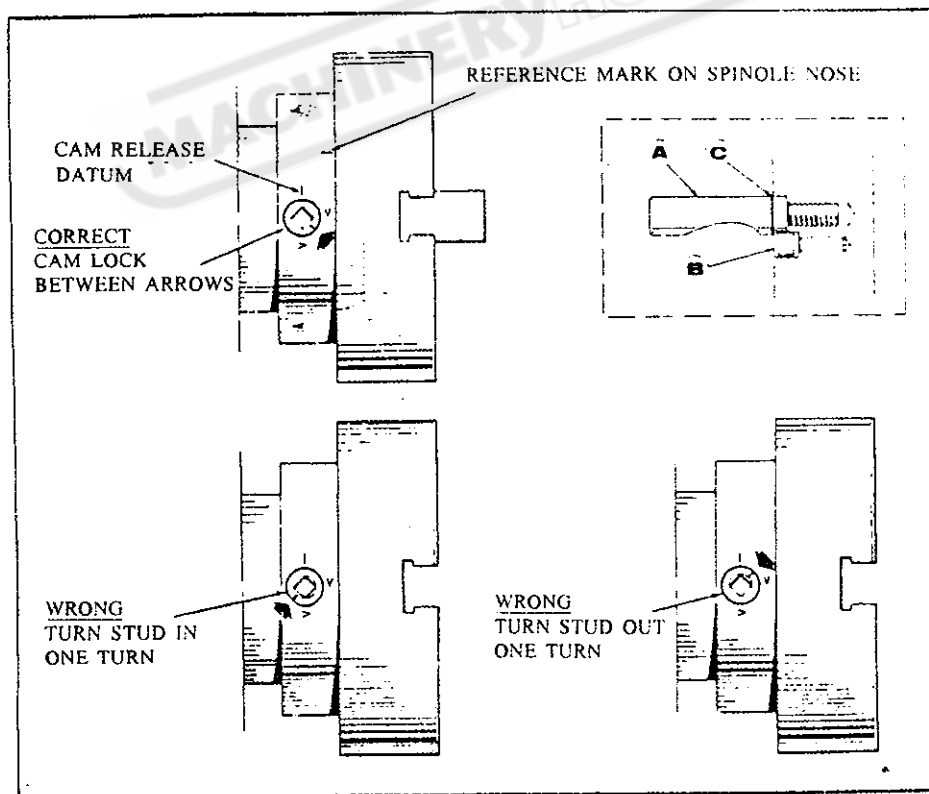 MACHINERYHO
REFERENCE MARK ON SPINOLE NOSE
CAM RELEASE
DATUM
CORRECT
CAM LOCK
BETWEEN ARROWS
A
C
B
A
A
V
V
WRONG
TURN STUD IN
ONE TURN
V
V
WRONG
TURN STUD OUT
ONE TURN
V
V